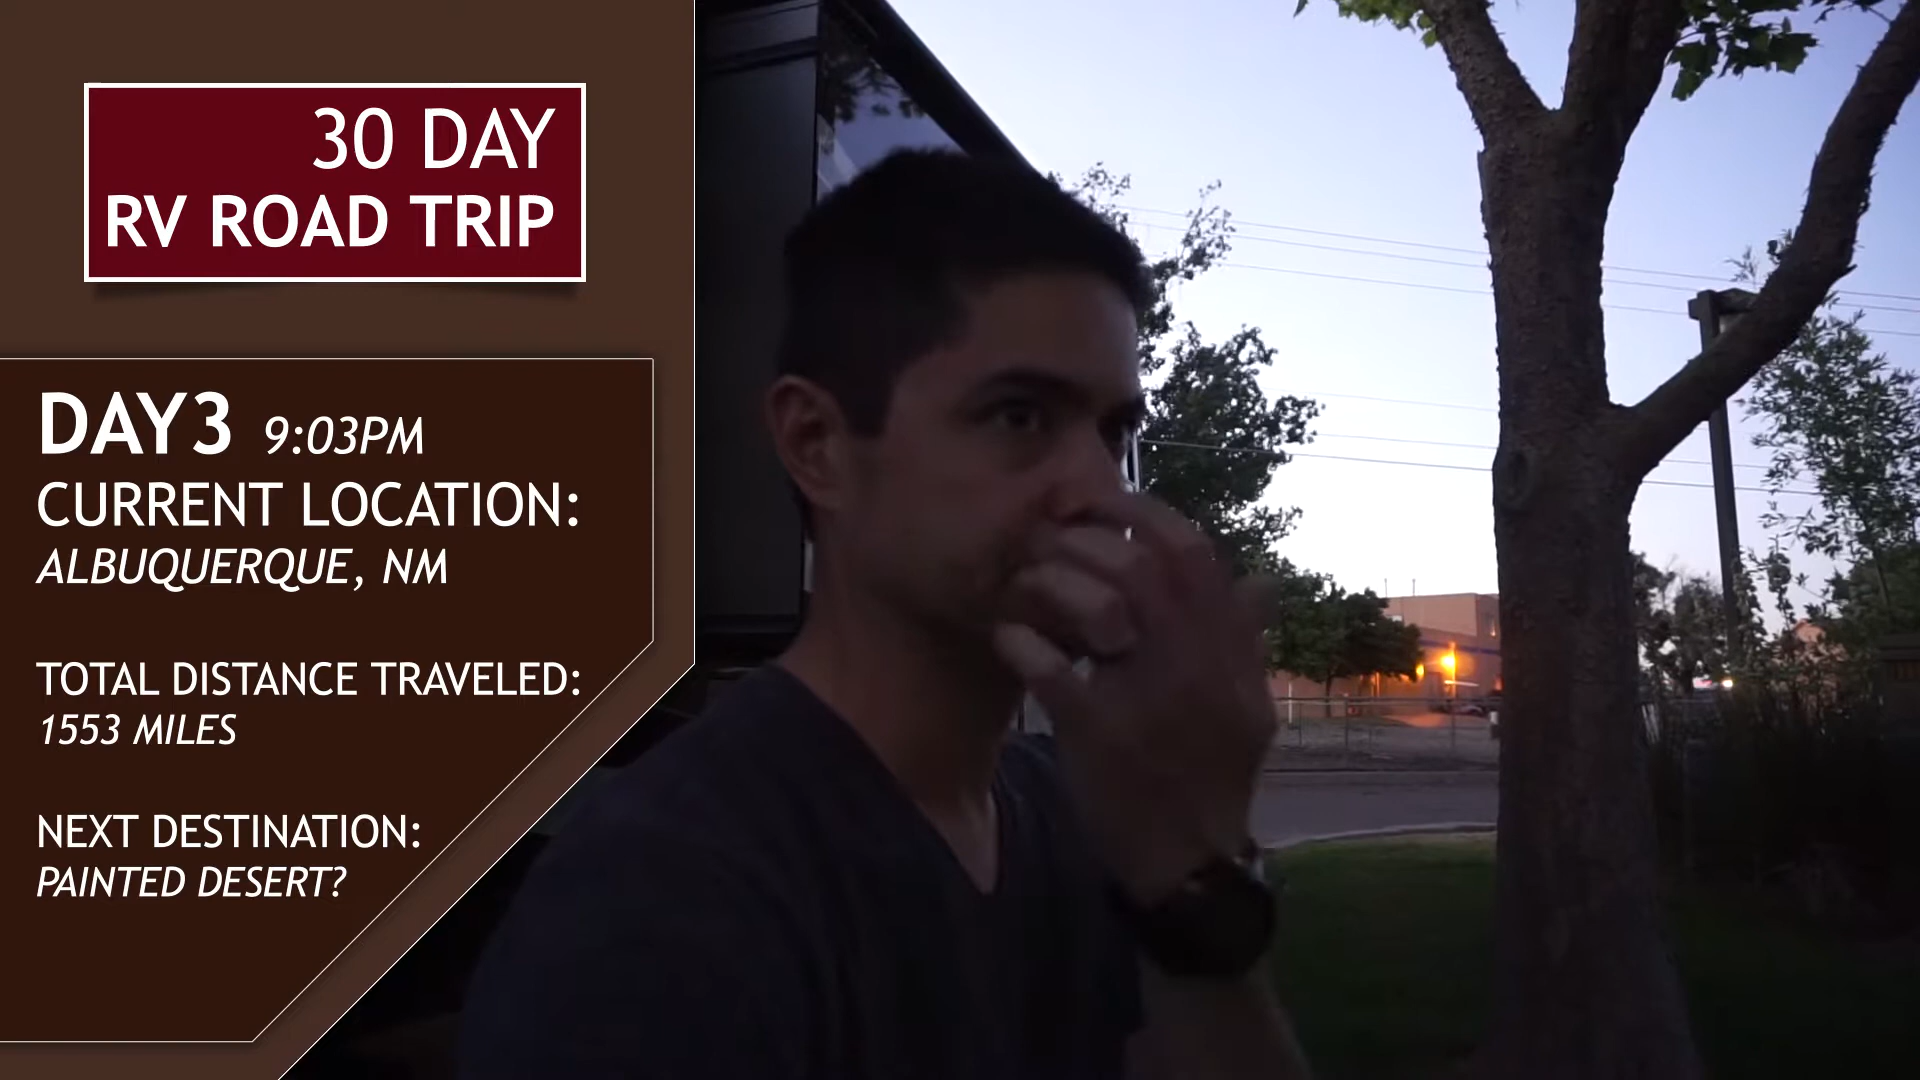 30 DAY
RV ROAD TRIP
DAY3 9:03PM
CURRENT LOCATION:
ALBUQUERQUE, NM
TOTAL DISTANCE TRAVELED:
1553 MILES
NEXT DESTINATION:
PAINTED DESERT?